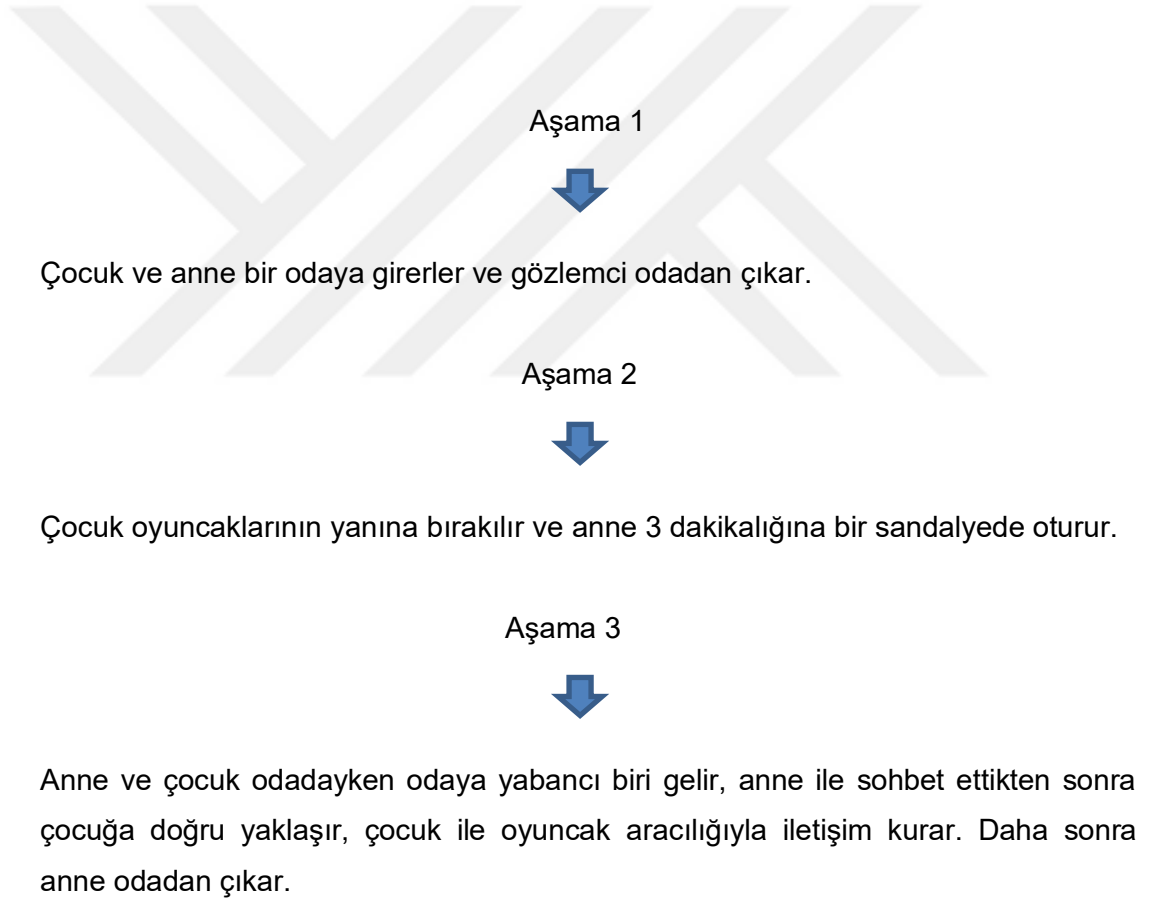 Aşama 1
Çocuk ve anne bir odaya girerler ve gözlemci odadan çıkar.
Aşama 2
Çocuk oyuncaklarının yanına bırakılır ve anne 3 dakikalığına bir sandalyede oturur.
Aşama 3
Anne ve çocuk odadayken odaya yabancı biri gelir, anne ile sohbet ettikten sonra
çocuğa doğru yaklaşır, çocuk ile oyuncak aracılığıyla iletişim kurar. Daha sonra
anne odadan çıkar.